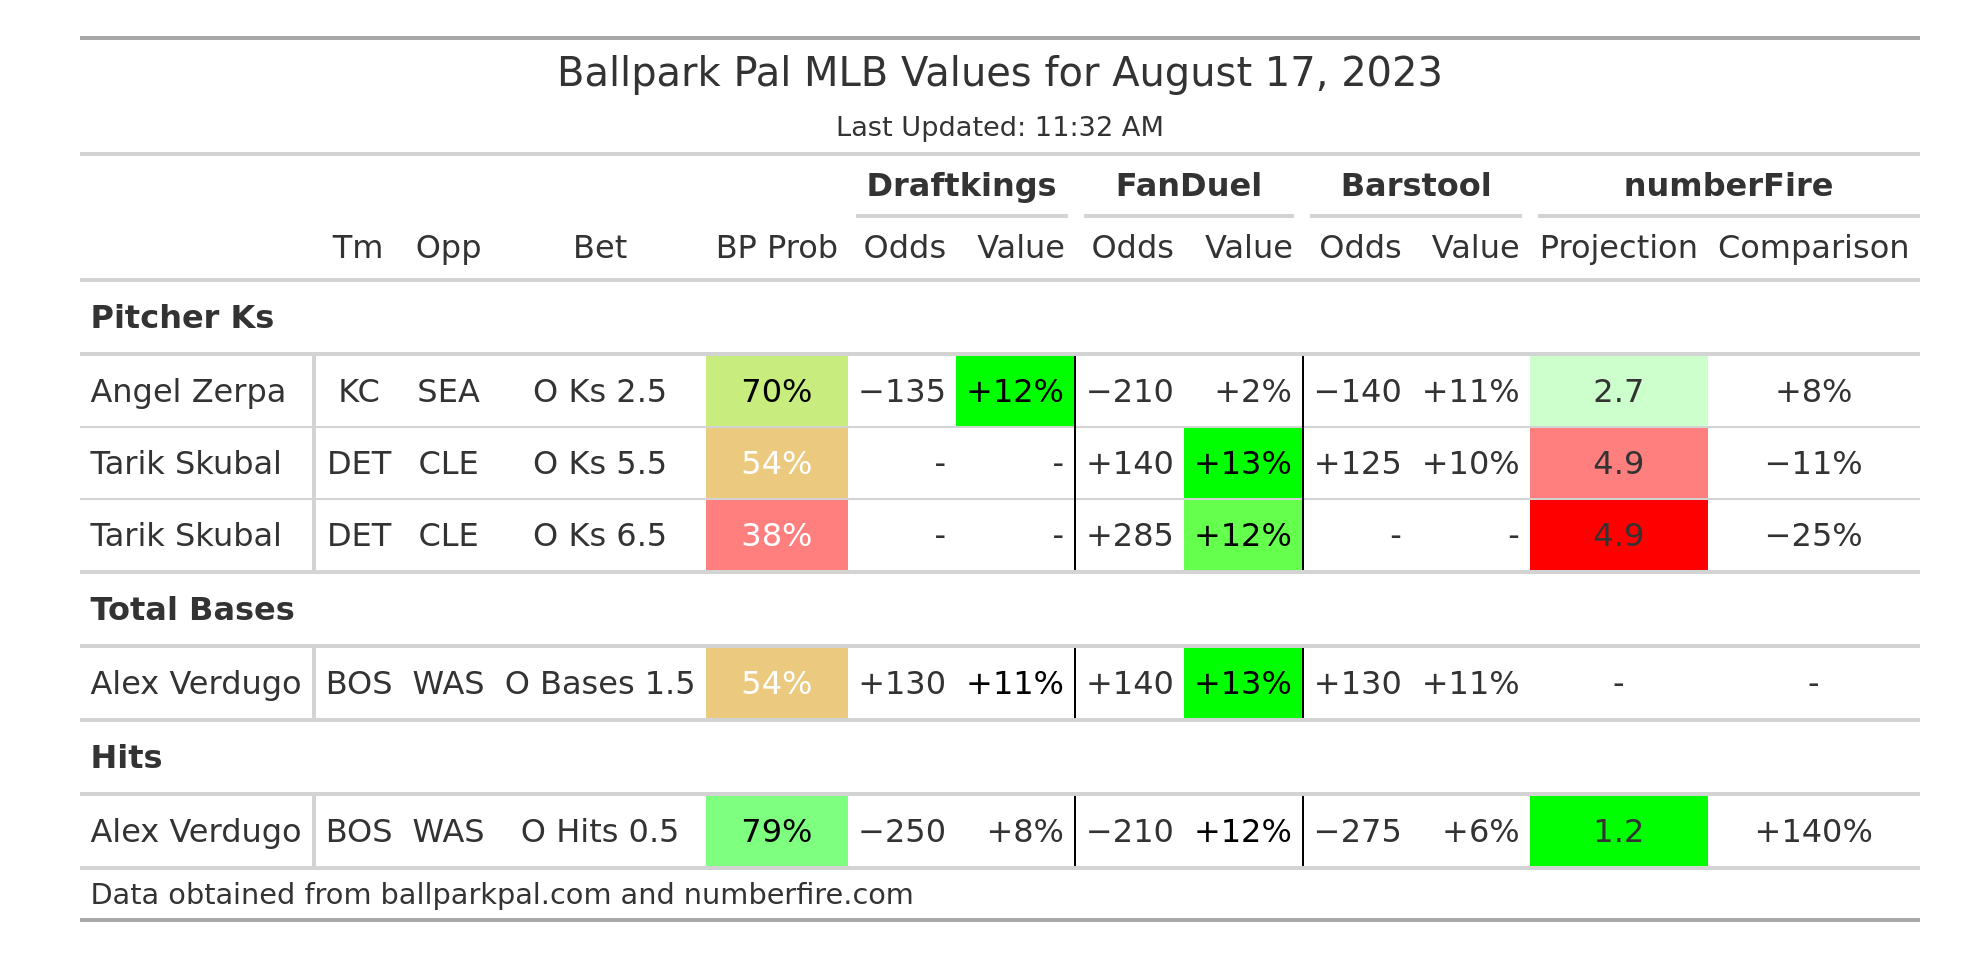 Ballpark Pal MLB Values for August 17, 2023
Last Updated: 11:32 AM
Draftkings FanDuel Barstool numberFire
Tm Opp Bet BP Prob Odds Value Odds Value Odds Value Projection Comparison
Pitcher Ks
Angel Zerpa KC SEA O Ks 2.5 70% −135 +12% −210 +2% −140 +11% 2.7 +8%
Tarik Skubal DET CLE O Ks 5.5 54% - - +140 +13% +125 +10% 4.9 −11%
Tarik Skubal DET CLE O Ks 6.5 38% - - +285 +12% - - 4.9 −25%
Total Bases
Alex Verdugo BOS WAS O Bases 1.5 54% +130 +11% +140 +13% +130 +11% - -
Hits
Alex Verdugo BOS WAS O Hits 0.5 79% −250 +8% −210 +12% −275 +6% 1.2 +140%
Data obtained from ballparkpal.com and numberfire.com